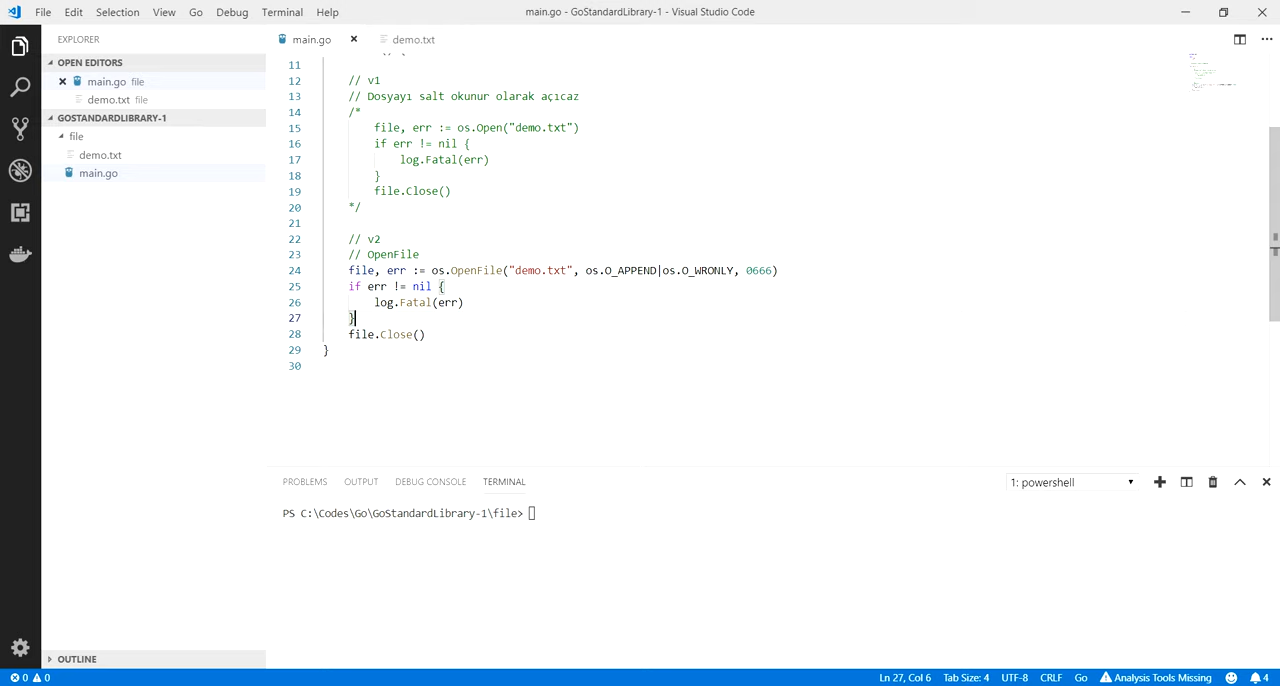 File Edit Selection View Go Debug Terminal Help main.go - GoStandardLibrary-1 - Visual Studio Code
EXPLORER
OPEN EDITORS
main.go file
demo.txt file
GOSTANDARDLIBRARY-1
file
demo.txt
main.go
OUTLINE
main.go demo.txt
11
12 // v1
13 // Dosyayı salt okunur olarak açıcaz
14 /*
15 file, err := os.Open("demo.txt")
16 if err != nil {
17 log.Fatal(err)
18 }
19 file.Close()
20 */
21
22 // v2
23 // OpenFile
24 file, err := os.OpenFile("demo.txt", os.O_APPEND|os.O_WRONLY, 0666)
25 if err != nil {
26 log.Fatal(err)
27 }
28 file.Close()
29 }
30
PROBLEMS OUTPUT DEBUG CONSOLE TERMINAL 1: powershell
PS C:\Codes\Go\GoStandardLibrary-1\file>
0 0 Ln 27, Col 6 Tab Size: 4 UTF-8 CRLF Go Analysis Tools Missing 4